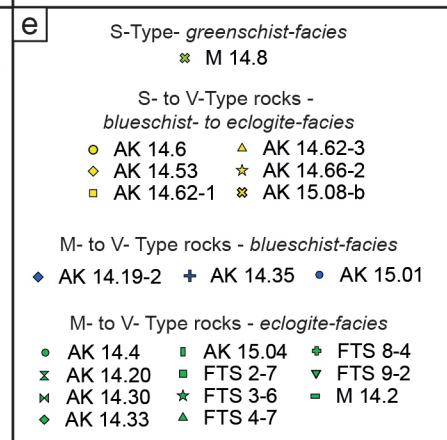 e
S-Type- greenschist-facies
M 14.8
S- to V-Type rocks -
blueschist- to eclogite-facies
AK 14.6 AK 14.62-3
AK 14.53 AK 14.66-2
AK 14.62-1 AK 15.08-b
M- to V- Type rocks - blueschist-facies
AK 14.19-2 AK 14.35 AK 15.01
M- to V- Type rocks - eclogite-facies
AK 14.4 AK 15.04 FTS 8-4
AK 14.20 FTS 2-7 FTS 9-2
AK 14.30 FTS 3-6 M 14.2
AK 14.33 FTS 4-7